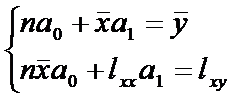 na₀ + x̄a₁ = ȳ
nx̄a₀ + lₓₓa₁ = lₓᵧ